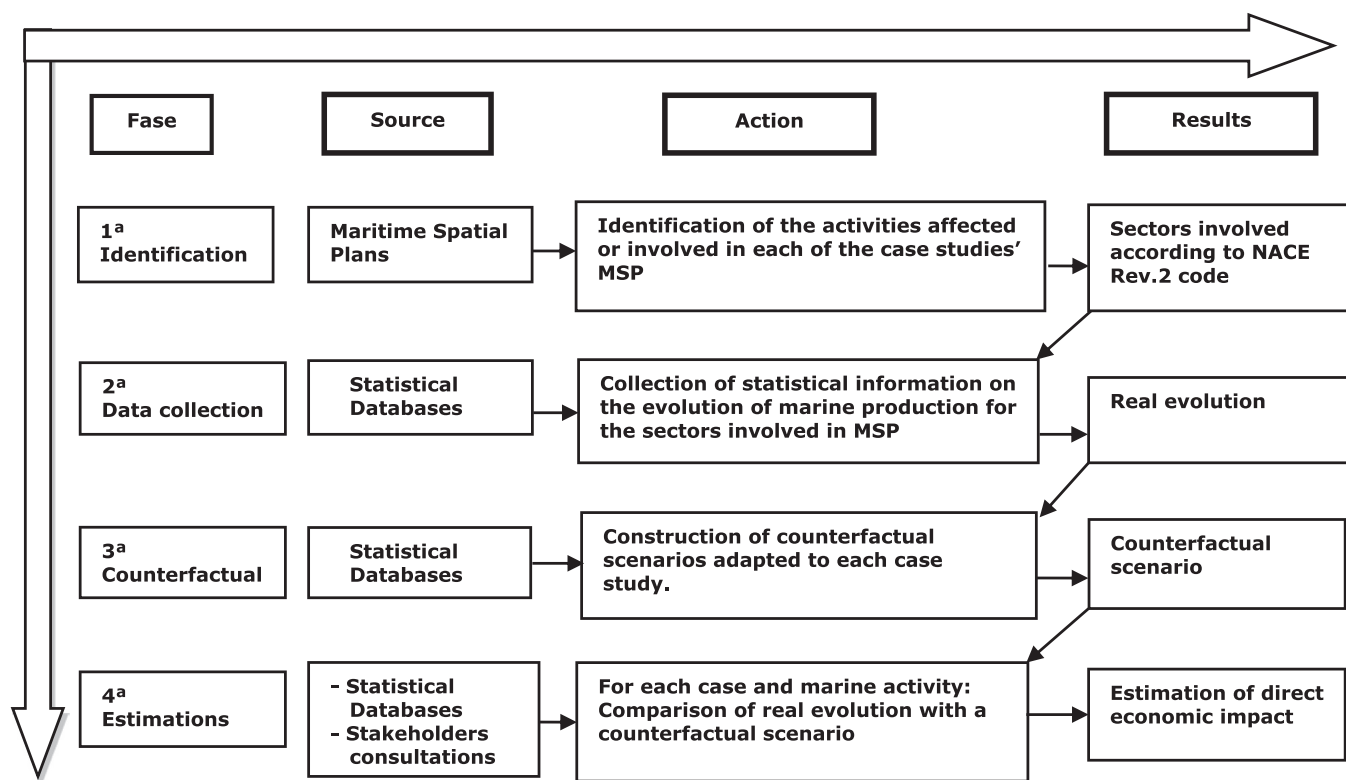 Fase
Source
Action
Results
1ª
Identification
Maritime Spatial
Plans
Identification of the activities affected
or involved in each of the case studies’
MSP
Sectors involved
according to NACE
Rev.2 code
2ª
Data collection
Statistical
Databases
Collection of statistical information on
the evolution of marine production for
the sectors involved in MSP
Real evolution
3ª
Counterfactual
Statistical
Databases
Construction of counterfactual
scenarios adapted to each case
study.
Counterfactual
scenario
4ª
Estimations
- Statistical
Databases
- Stakeholders
consultations
For each case and marine activity:
Comparison of real evolution with a
counterfactual scenario
Estimation of direct
economic impact